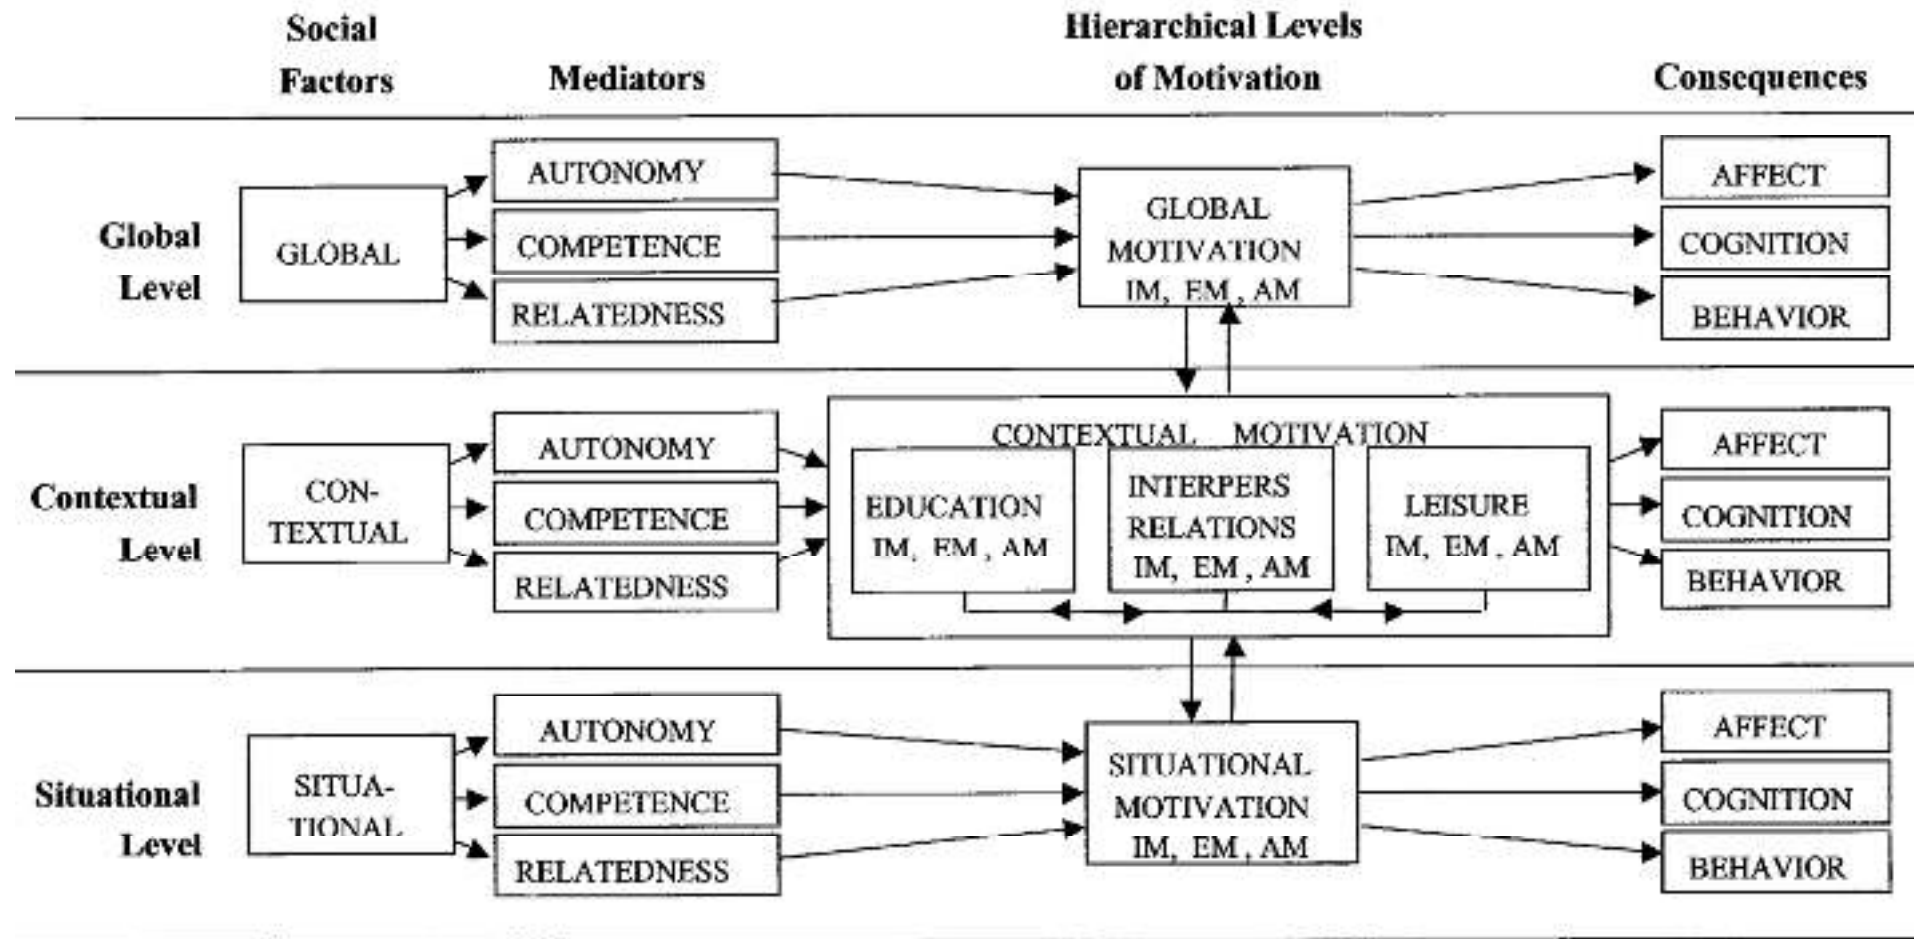 Social
Factors
Mediators
Hierarchical Levels
of Motivation
Consequences
Global
Level
GLOBAL
AUTONOMY
COMPETENCE
RELATEDNESS
GLOBAL
MOTIVATION
IM, EM, AM
AFFECT
COGNITION
BEHAVIOR
Contextual
Level
CON-
TEXTUAL
AUTONOMY
COMPETENCE
RELATEDNESS
CONTEXTUAL MOTIVATION
EDUCATION
IM, EM, AM
INTERPERS
RELATIONS
IM, EM, AM
LEISURE
IM, EM, AM
AFFECT
COGNITION
BEHAVIOR
Situational
Level
SITUA-
TIONAL
AUTONOMY
COMPETENCE
RELATEDNESS
SITUATIONAL
MOTIVATION
IM, EM, AM
AFFECT
COGNITION
BEHAVIOR